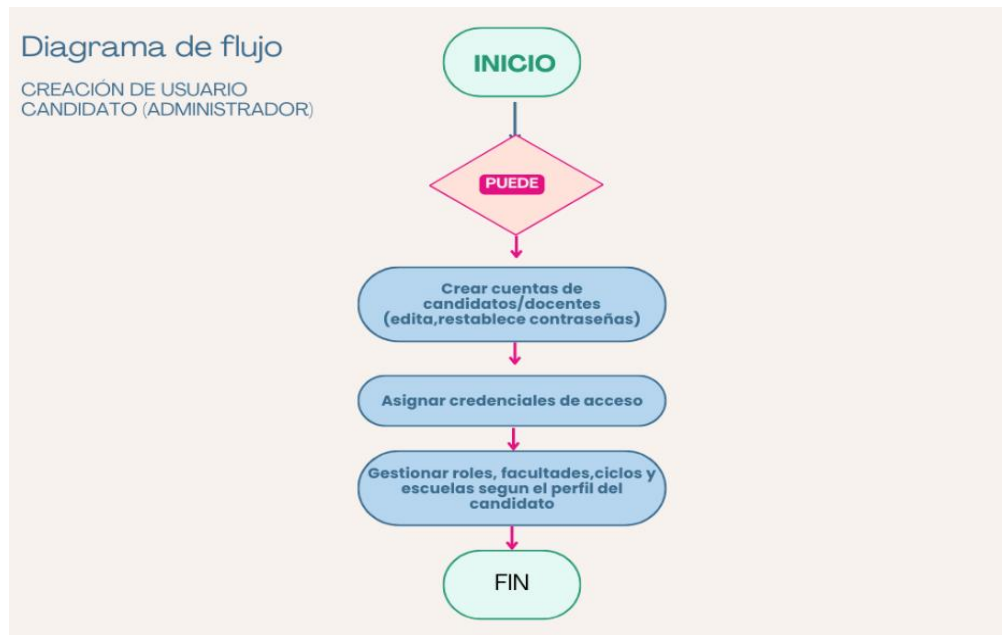 Diagrama de flujo
CREACIÓN DE USUARIO
CANDIDATO (ADMINISTRADOR)
INICIO
PUEDE
Crear cuentas de
candidatos/docentes
(edita,restablece contraseñas)
Asignar credenciales de acceso
Gestionar roles, facultades,ciclos y
escuelas segun el perfil del
candidato
FIN